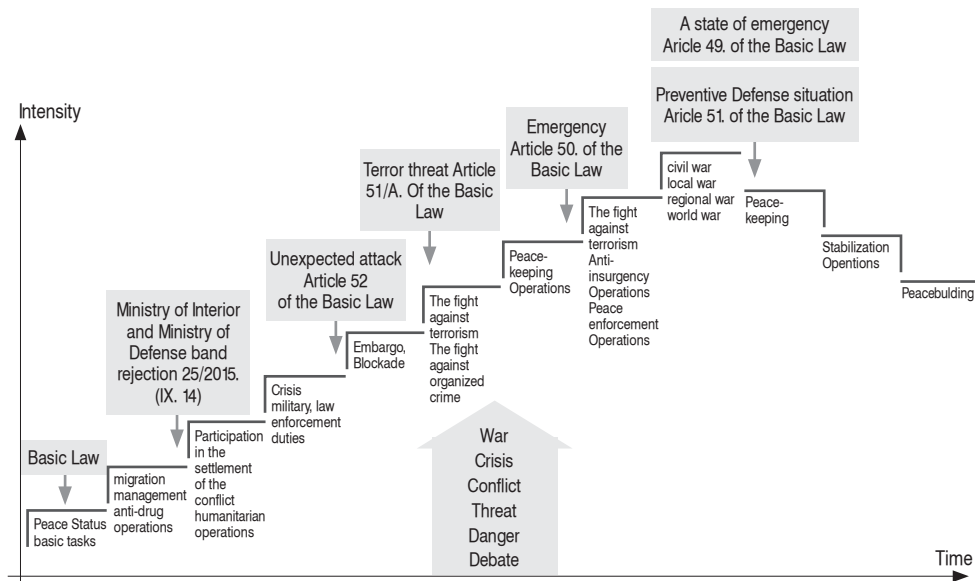 A state of emergency
Aricle 49. of the Basic Law
Preventive Defense situation
Aricle 51. of the Basic Law
Intensity
Emergency
Article 50. of the
Basic Law
Terror threat Article
51/A. Of the Basic
Law
Unexpected attack
Article 52
of the Basic Law
Ministry of Interior
and Ministry of
Defense band
rejection 25/2015.
(IX. 14)
Basic Law
Peace Status
basic tasks
migration
management
anti-drug
operations
Participation
in the
settlement
of the
conflict
humanitarian
operations
Crisis
military, law
enforcement
duties
Embargo,
Blockade
The fight
against
terrorism
The fight
against
organized
crime
Peace-
keeping
Operations
The fight
against
terrorism
Anti-
insurgency
Operations
Peace
enforcement
Operations
civil war
local war
regional war
world war
Peace-
keeping
Stabilization
Opentions
Peacebulding
War
Crisis
Conflict
Threat
Danger
Debate
Time